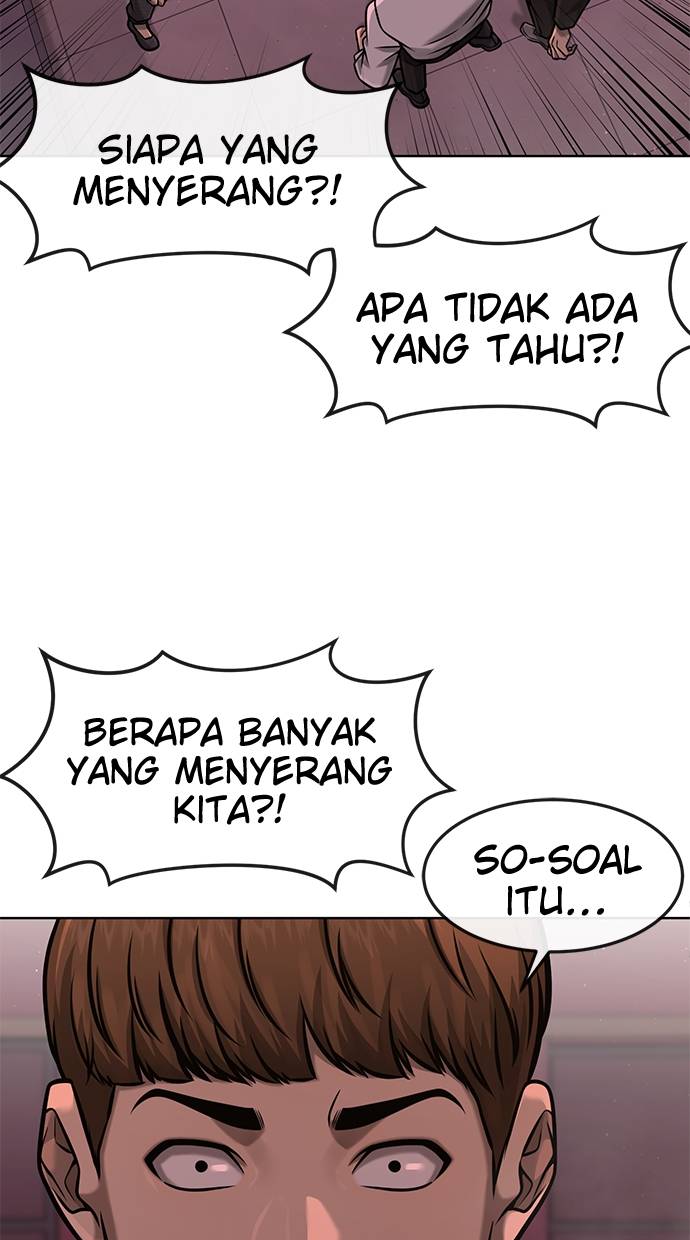 SIAPA YANG
MENYERANG?!
APA TIDAK ADA
YANG TAHU?!
BERAPA BANYAK
YANG MENYERANG
KITA?!
SO-SOAL
ITU...